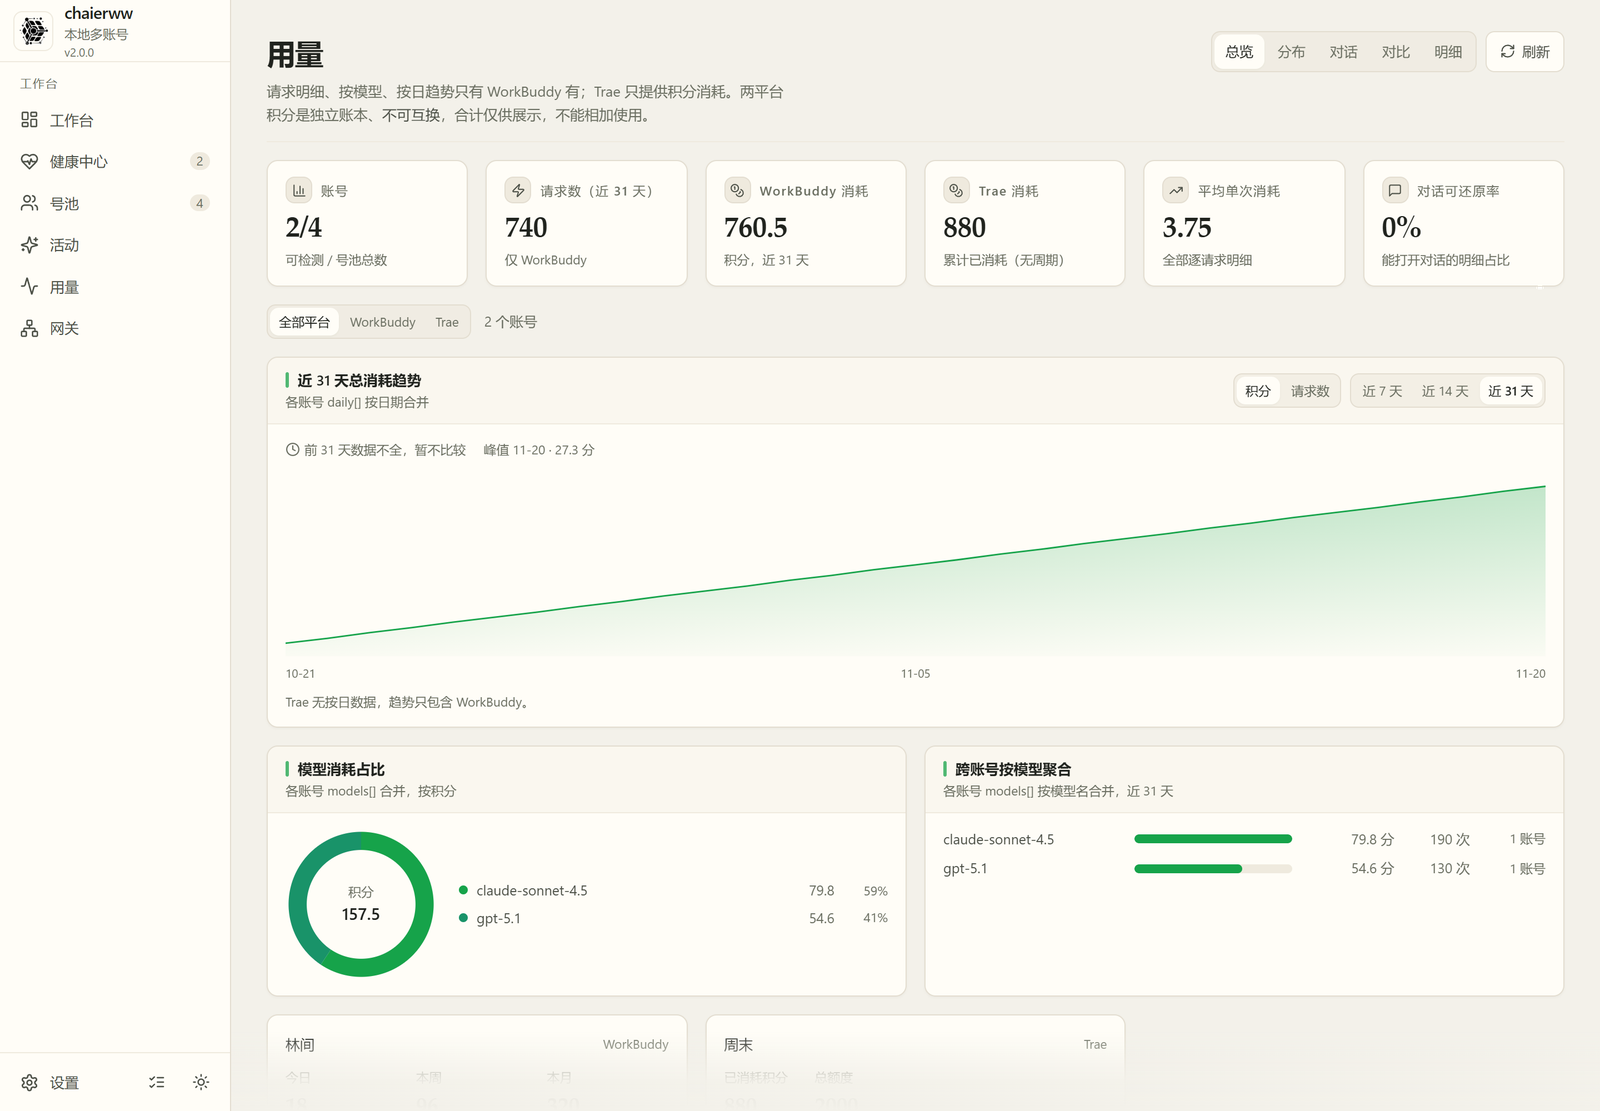 chaierww
本地多账号
v2.0.0
工作台
工作台
健康中心 2
号池 4
活动
用量
网关
设置
用量
请求明细、按模型、按日趋势只有 WorkBuddy 有；Trae 只提供积分消耗。两平台
积分是独立账本、不可互换，合计仅供展示，不能相加使用。
总览 分布 对话 对比 明细 刷新
账号
2/4
可检测 / 号池总数
请求数（近 31 天）
740
仅 WorkBuddy
WorkBuddy 消耗
760.5
积分，近 31 天
Trae 消耗
880
累计已消耗（无周期）
平均单次消耗
3.75
全部逐请求明细
对话可还原率
0%
能打开对话的明细占比
全部平台 WorkBuddy Trae 2 个账号
近 31 天总消耗趋势
各账号 daily[] 按日期合并
积分 请求数 近 7 天 近 14 天 近 31 天
前 31 天数据不全，暂不比较 峰值 11-20 · 27.3 分
10-21 11-05 11-20
Trae 无按日数据，趋势只包含 WorkBuddy。
模型消耗占比
各账号 models[] 合并，按积分
积分
157.5
claude-sonnet-4.5 79.8 59%
gpt-5.1 54.6 41%
跨账号按模型聚合
各账号 models[] 按模型名合并，近 31 天
claude-sonnet-4.5 79.8 分 190 次 1 账号
gpt-5.1 54.6 分 130 次 1 账号
林间 WorkBuddy
今日 本周 本月
周末 Trae
已消耗积分 总额度
880